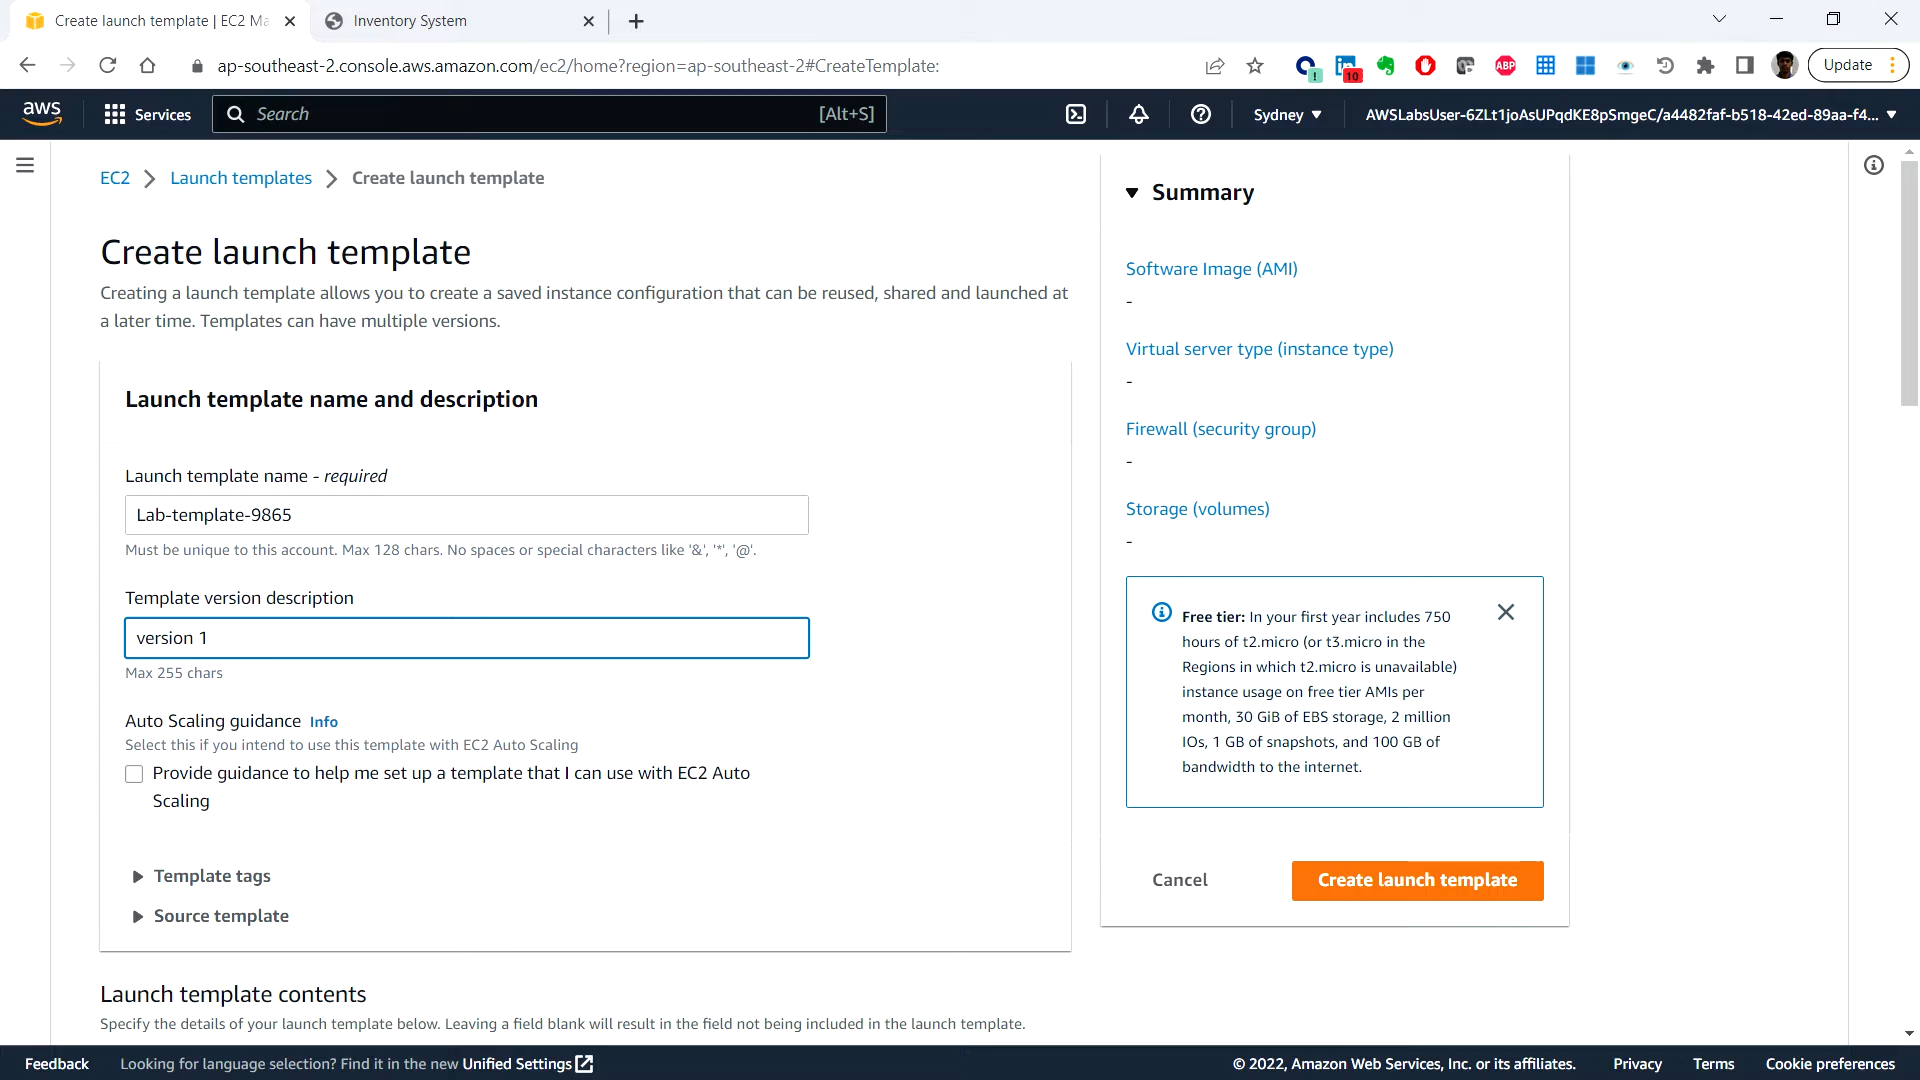 Create launch template | EC2 Ma
Inventory System
ap-southeast-2.console.aws.amazon.com/ec2/home?region=ap-southeast-2#CreateTemplate:
10
ABP
Update
aws
Services
Search
[Alt+S]
Sydney
AWSLabsUser-6ZLt1joAsUPqdKE8pSmgeC/a4482faf-b518-42ed-89aa-f4...
EC2
Launch templates
Create launch template
Create launch template
Creating a launch template allows you to create a saved instance configuration that can be reused, shared and launched at
a later time. Templates can have multiple versions.
Launch template name and description
Launch template name - required
Lab-template-9865
Must be unique to this account. Max 128 chars. No spaces or special characters like '&', '*', '@'.
Template version description
version 1
Max 255 chars
Auto Scaling guidance Info
Select this if you intend to use this template with EC2 Auto Scaling
Provide guidance to help me set up a template that I can use with EC2 Auto
Scaling
Template tags
Source template
Launch template contents
Specify the details of your launch template below. Leaving a field blank will result in the field not being included in the launch template.
Summary
Software Image (AMI)
-
Virtual server type (instance type)
-
Firewall (security group)
-
Storage (volumes)
-
Free tier: In your first year includes 750
hours of t2.micro (or t3.micro in the
Regions in which t2.micro is unavailable)
instance usage on free tier AMIs per
month, 30 GiB of EBS storage, 2 million
IOs, 1 GB of snapshots, and 100 GB of
bandwidth to the internet.
Cancel
Create launch template
Feedback
Looking for language selection? Find it in the new Unified Settings
© 2022, Amazon Web Services, Inc. or its affiliates.
Privacy
Terms
Cookie preferences